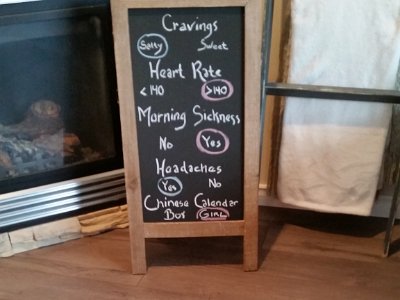 Cravings
Salty Sweet
Heart Rate
< 140 >140
Morning Sickness
No Yes
Headaches
Yes No
Chinese Calendar
Boy GIRL